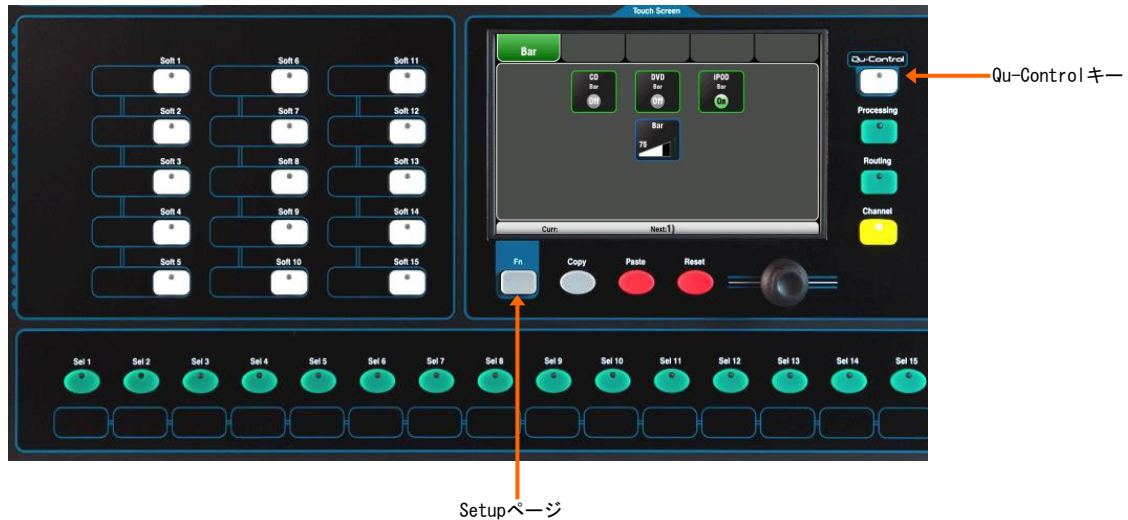 Touch Screen
Soft 1 Soft 6 Soft 11
Soft 2 Soft 7 Soft 12
Soft 3 Soft 8 Soft 13
Soft 4 Soft 9 Soft 14
Soft 5 Soft 10 Soft 15
Bar
CD Bar Off
DVD Bar Off
iPOD Bar On
Bar
75
Curr: Next:1)
Qu-Control
Qu-Controlキー
Processing
Routing
Channel
Fn Copy Paste Reset
Sel 1 Sel 2 Sel 3 Sel 4 Sel 5 Sel 6 Sel 7 Sel 8 Sel 9 Sel 10 Sel 11 Sel 12 Sel 13 Sel 14 Sel 15
Setupページ